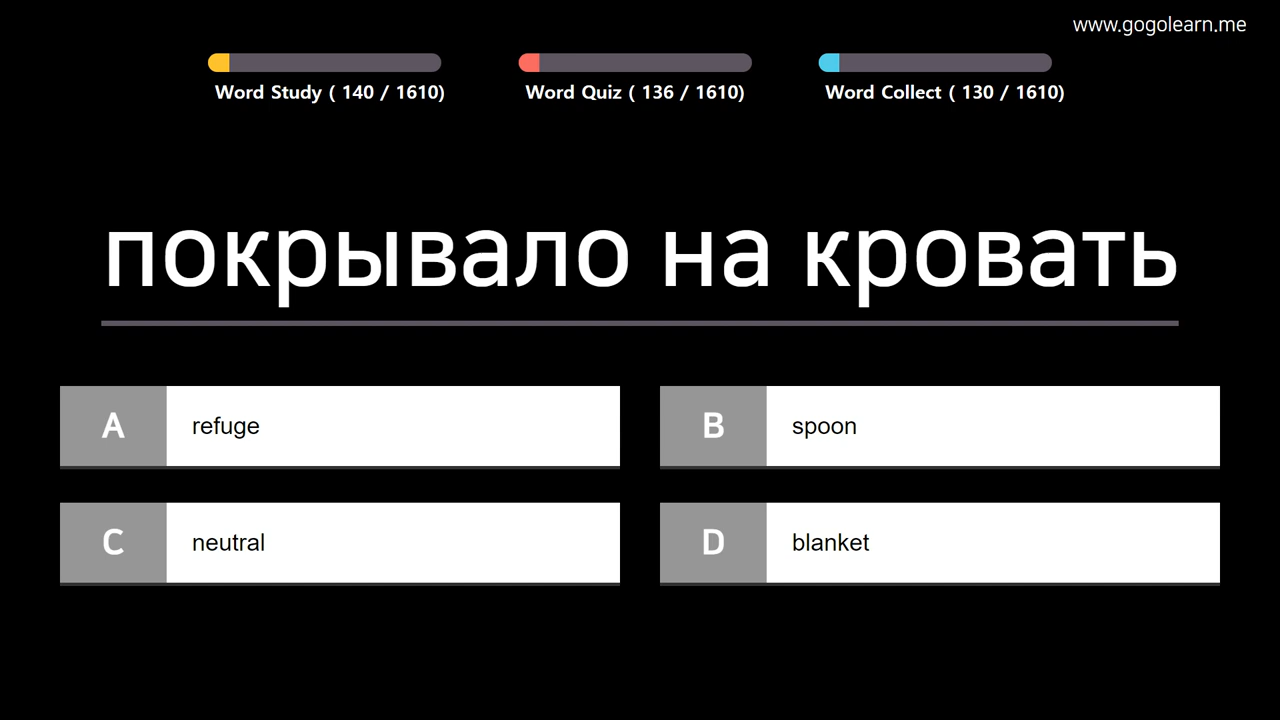 www.gogolearn.me
Word Study ( 140 / 1610)
Word Quiz ( 136 / 1610)
Word Collect ( 130 / 1610)
покрывало на кровать
A refuge
B spoon
C neutral
D blanket